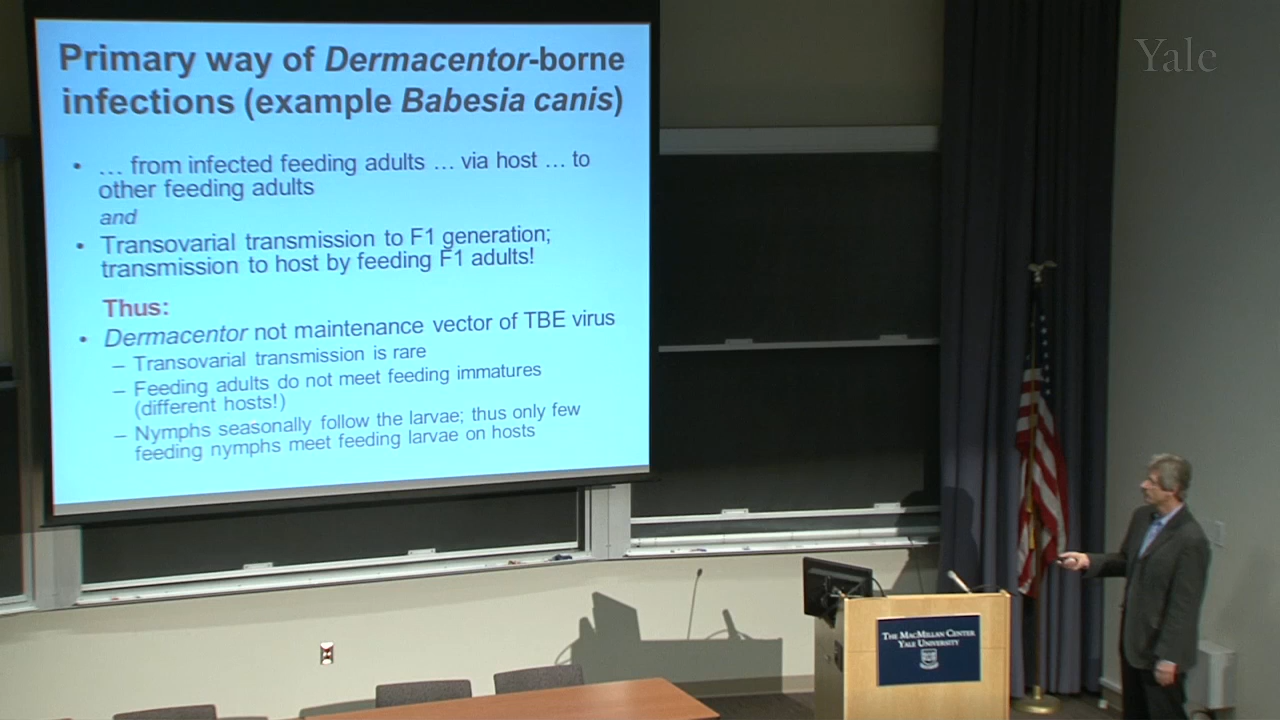 Primary way of Dermacentor-borne
infections (example Babesia canis)
• … from infected feeding adults … via host … to
other feeding adults
and
• Transovarial transmission to F1 generation;
transmission to host by feeding F1 adults!
Thus:
• Dermacentor not maintenance vector of TBE virus
– Transovarial transmission is rare
– Feeding adults do not meet feeding immatures
(different hosts!)
– Nymphs seasonally follow the larvae; thus only few
feeding nymphs meet feeding larvae on hosts
Yale
The MacMillan Center
Yale University